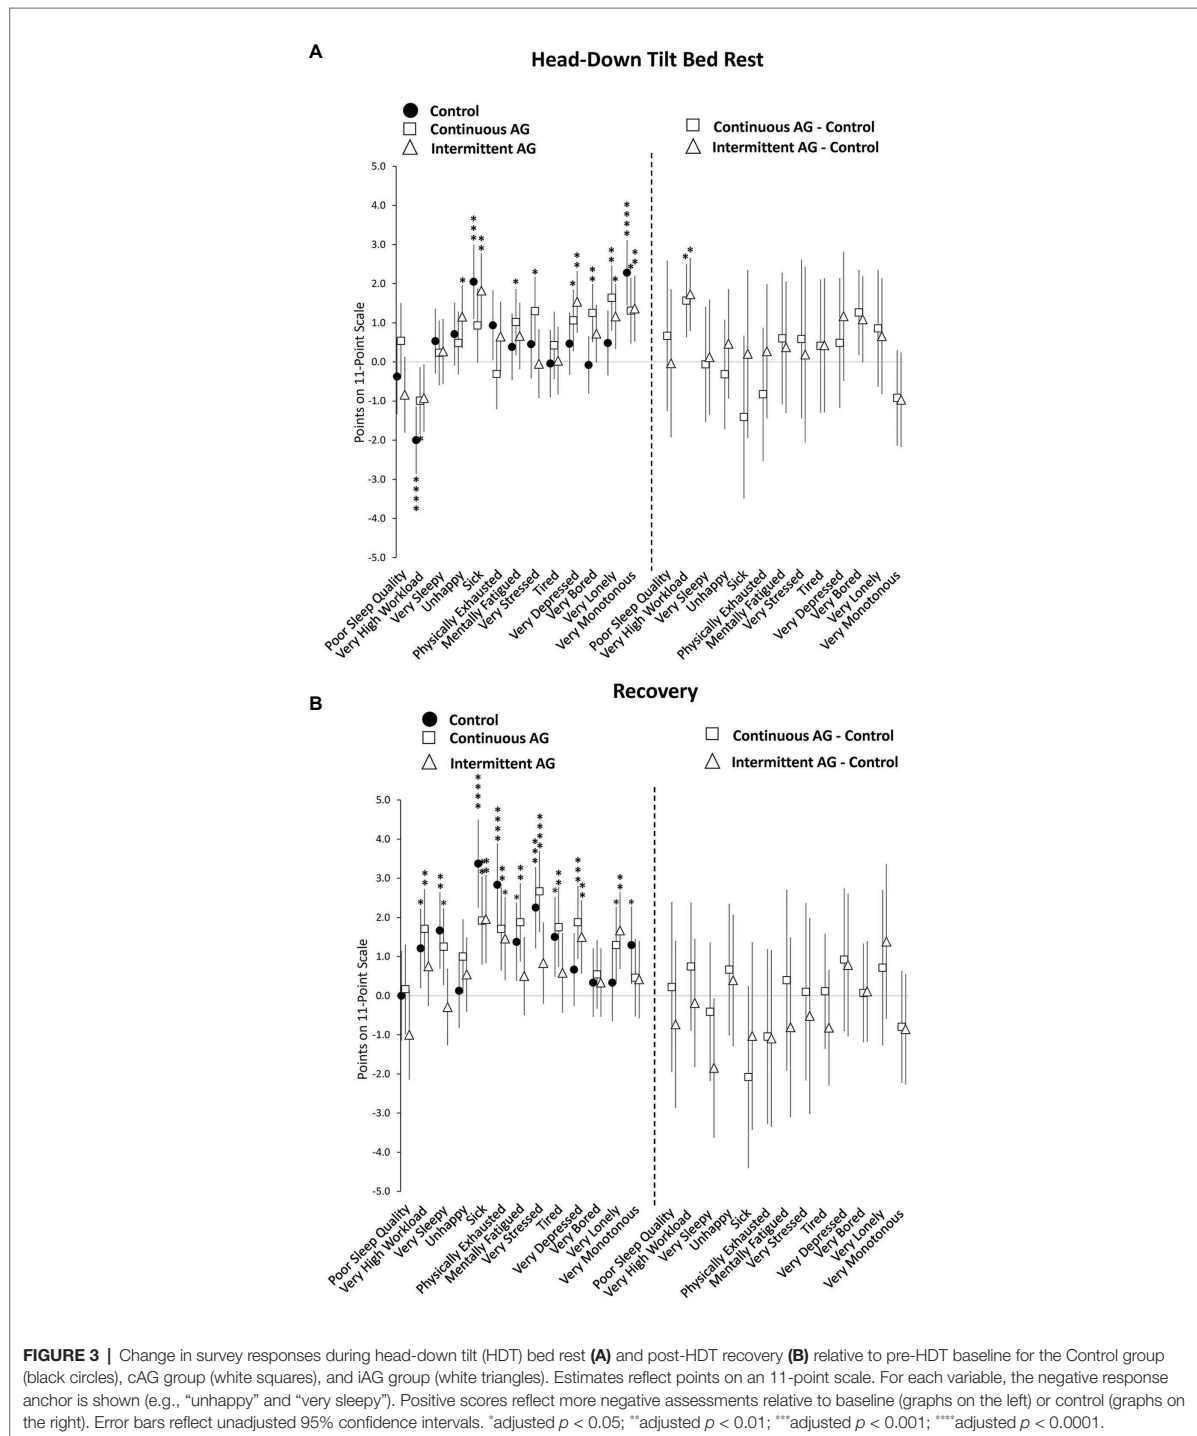 A
Head-Down Tilt Bed Rest
Control
Continuous AG
Intermittent AG
Continuous AG - Control
Intermittent AG - Control
Points on 11-Point Scale
5.0
4.0
3.0
2.0
1.0
0.0
-1.0
-2.0
-3.0
-4.0
-5.0
Poor Sleep Quality
Very High Workload
Very Sleepy
Unhappy
Sick
Physically Exhausted
Mentally Fatigued
Very Stressed
Tired
Very Depressed
Very Bored
Very Lonely
Very Monotonous
Poor Sleep Quality
Very High Workload
Very Sleepy
Unhappy
Sick
Physically Exhausted
Mentally Fatigued
Very Stressed
Tired
Very Depressed
Very Bored
Very Lonely
Very Monotonous
B
Recovery
Control
Continuous AG
Intermittent AG
Continuous AG - Control
Intermittent AG - Control
Points on 11-Point Scale
5.0
4.0
3.0
2.0
1.0
0.0
-1.0
-2.0
-3.0
-4.0
-5.0
Poor Sleep Quality
Very High Workload
Very Sleepy
Unhappy
Sick
Physically Exhausted
Mentally Fatigued
Very Stressed
Tired
Very Depressed
Very Bored
Very Lonely
Very Monotonous
Poor Sleep Quality
Very High Workload
Very Sleepy
Unhappy
Sick
Physically Exhausted
Mentally Fatigued
Very Stressed
Tired
Very Depressed
Very Bored
Very Lonely
Very Monotonous
FIGURE 3 | Change in survey responses during head-down tilt (HDT) bed rest (A) and post-HDT recovery (B) relative to pre-HDT baseline for the Control group
(black circles), cAG group (white squares), and iAG group (white triangles). Estimates reflect points on an 11-point scale. For each variable, the negative response
anchor is shown (e.g., “unhappy” and “very sleepy”). Positive scores reflect more negative assessments relative to baseline (graphs on the left) or control (graphs on
the right). Error bars reflect unadjusted 95% confidence intervals. *adjusted p < 0.05; **adjusted p < 0.01; ***adjusted p < 0.001; ****adjusted p < 0.0001.